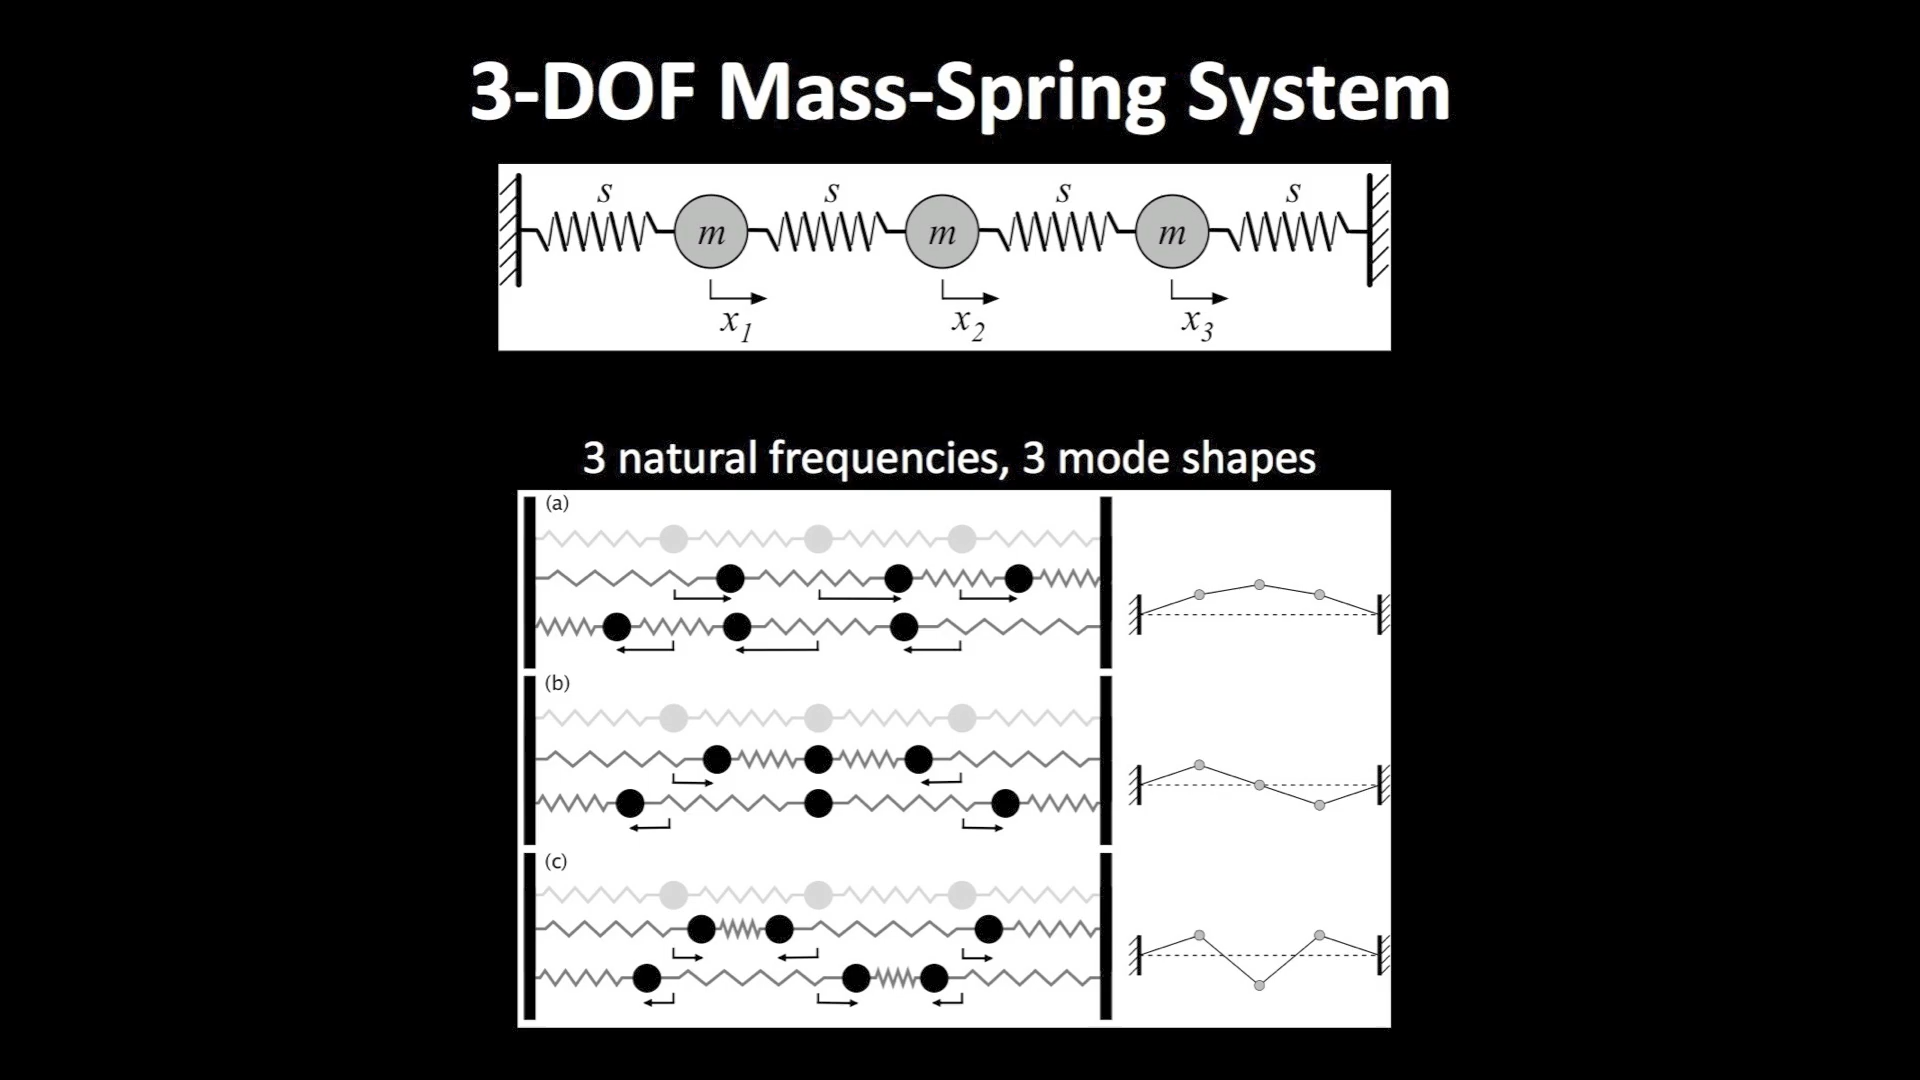 3-DOF Mass-Spring System
s s s s
m m m
x1 x2 x3
3 natural frequencies, 3 mode shapes
(a)
(b)
(c)